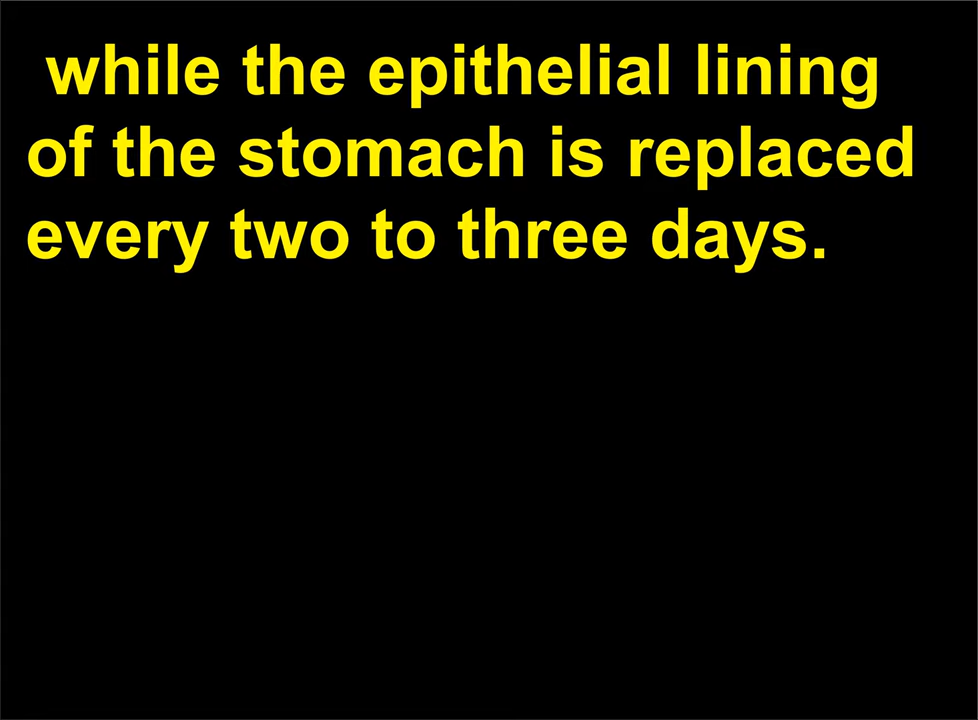 while the epithelial lining
of the stomach is replaced
every two to three days.